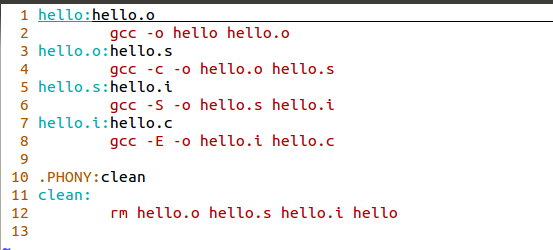 1 hello:hello.o
2         gcc -o hello hello.o
3 hello.o:hello.s
4         gcc -c -o hello.o hello.s
5 hello.s:hello.i
6         gcc -S -o hello.s hello.i
7 hello.i:hello.c
8         gcc -E -o hello.i hello.c
9
10 .PHONY:clean
11 clean:
12         rm hello.o hello.s hello.i hello
13
~